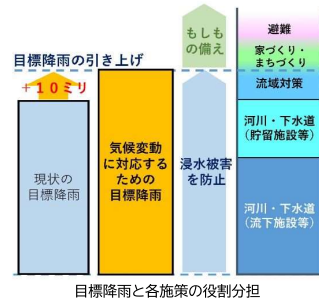 目標降雨の引き上げ
＋１０ミリ
現状の
目標降雨
気候変動
に対応する
ための
目標降雨
もしも
の備え
浸水被害
を防止
避難
家づくり・
まちづくり
流域対策
河川・下水道
(貯留施設等)
河川・下水道
(流下施設等)
目標降雨と各施策の役割分担